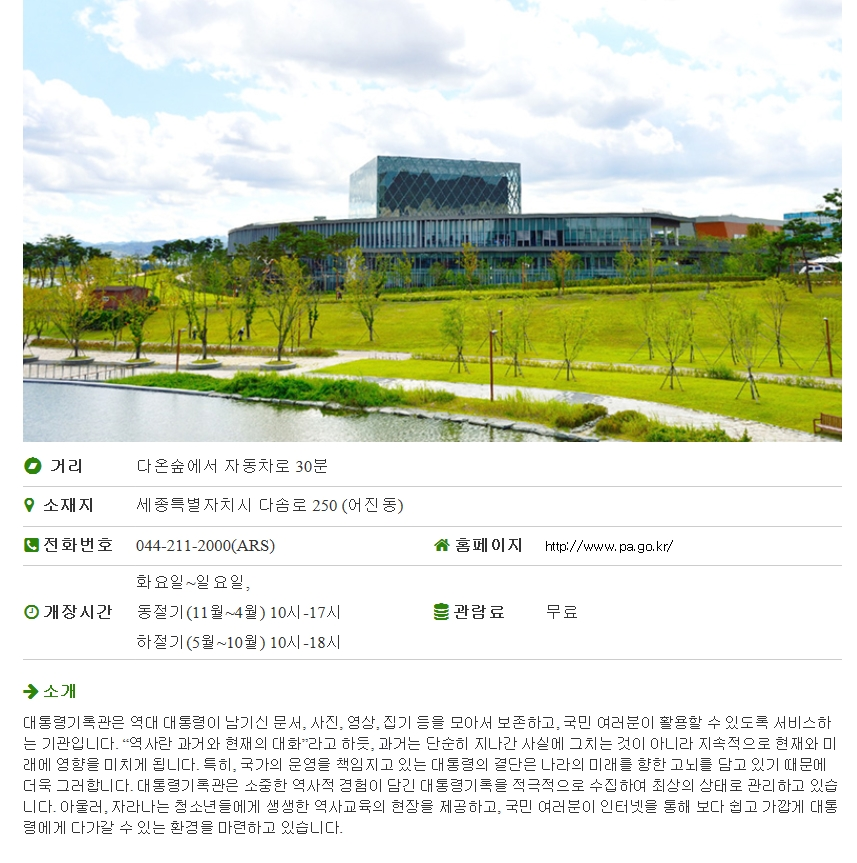 거리 다온숲에서 자동차로 30분
소재지 세종특별자치시 다솜로 250 (어진동)
전화번호 044-211-2000(ARS) 홈페이지 http://www.pa.go.kr/
화요일~일요일,
개장시간 동절기(11월~4월) 10시-17시 관람료 무료
하절기(5월~10월) 10시-18시
소개
대통령기록관은 역대 대통령이 남기신 문서, 사진, 영상, 집기 등을 모아서 보존하고, 국민 여러분이 활용할 수 있도록 서비스하
는 기관입니다. “역사란 과거와 현재의 대화”라고 하듯, 과거는 단순히 지나간 사실에 그치는 것이 아니라 지속적으로 현재와 미
래에 영향을 미치게 됩니다. 특히, 국가의 운영을 책임지고 있는 대통령의 결단은 나라의 미래를 향한 고뇌를 담고 있기 때문에
더욱 그러합니다. 대통령기록관은 소중한 역사적 경험이 담긴 대통령기록을 적극적으로 수집하여 최상의 상태로 관리하고 있습
니다. 아울러, 자라나는 청소년들에게 생생한 역사교육의 현장을 제공하고, 국민 여러분이 인터넷을 통해 보다 쉽고 가깝게 대통
령에게 다가갈 수 있는 환경을 마련하고 있습니다.